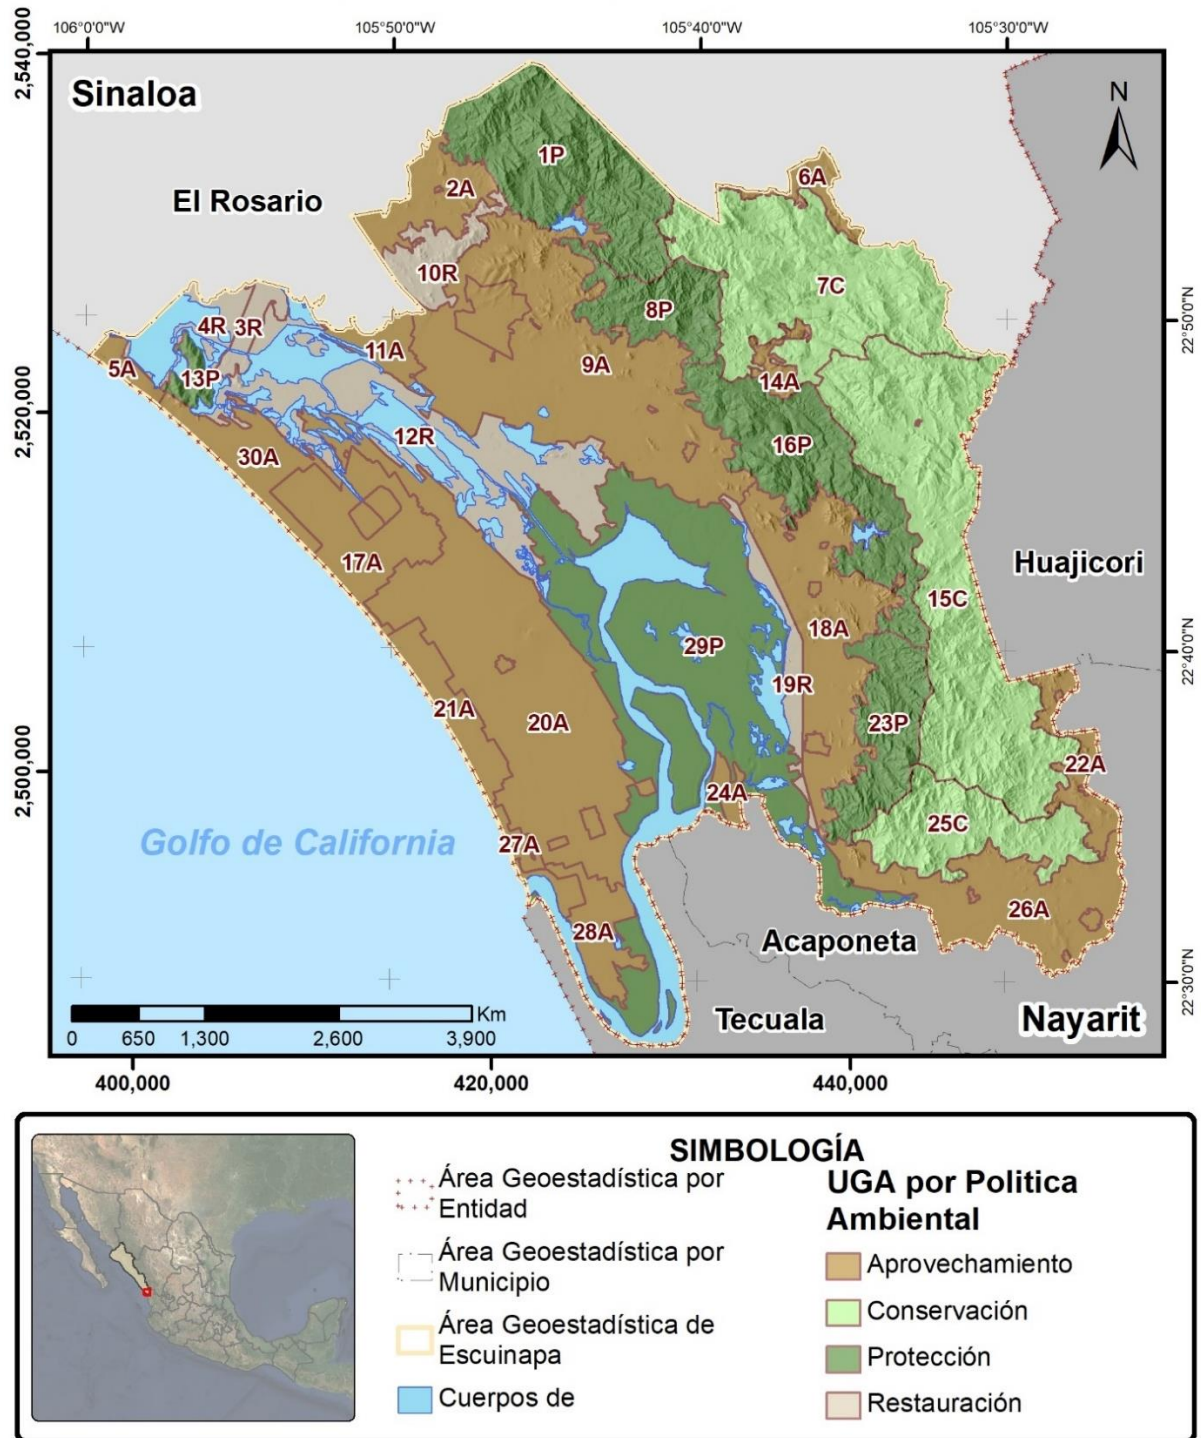 106°0'0"W
105°50'0"W
105°40'0"W
105°30'0"W
2,540,000
Sinaloa
N
1P
6A
2A
El Rosario
10R
7C
8P
22°50'0"N
4R
3R
11A
5A
13P
9A
14A
2,520,000
12R
16P
30A
17A
Huajicori
15C
18A
29P
22°40'0"N
19R
21A
20A
23P
22A
2,500,000
24A
25C
Golfo de California
27A
26A
28A
Acaponeta
22°30'0"N
Tecuala
Nayarit
Km
0
650
1,300
2,600
3,900
400,000
420,000
440,000
SIMBOLOGÍA
Área Geoestadística por
Entidad
Área Geoestadística por
Municipio
Área Geoestadística de
Escuinapa
Cuerpos de
UGA por Politica
Ambiental
Aprovechamiento
Conservación
Protección
Restauración